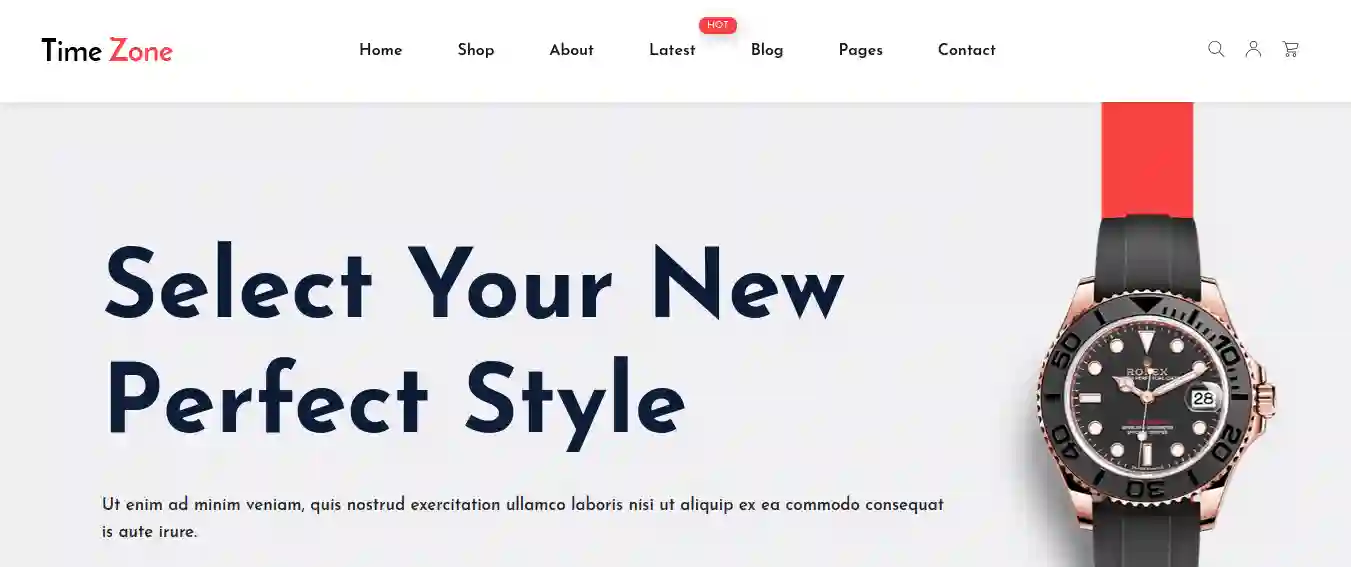 HOT
Time Zone
Home
Shop
About
Latest
Blog
Pages
Contact
Select Your New
Perfect Style
Ut enim ad minim veniam, quis nostrud exercitation ullamco laboris nisi ut aliquip ex ea commodo consequat
is aute irure.
ROLEX
50
10
28
40
20
30